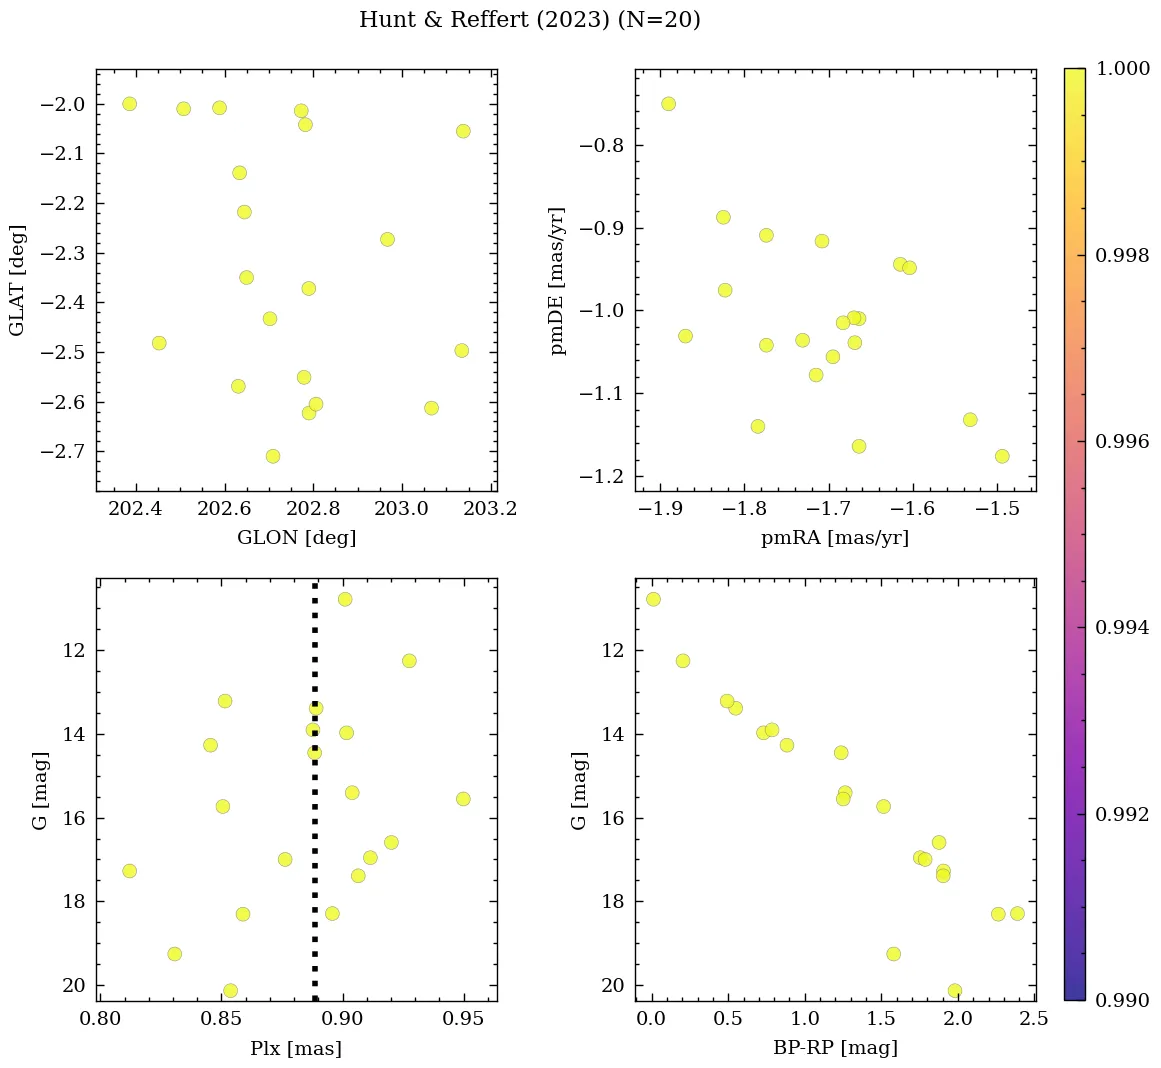 Hunt & Reffert (2023) (N=20)
−2.0
−2.1
−2.2
−2.3
−2.4
−2.5
−2.6
−2.7
GLAT [deg]
202.4 202.6 202.8 203.0 203.2
GLON [deg]
−0.8
−0.9
−1.0
−1.1
−1.2
pmDE [mas/yr]
−1.9 −1.8 −1.7 −1.6 −1.5
pmRA [mas/yr]
12
14
16
18
20
G [mag]
0.80 0.85 0.90 0.95
Plx [mas]
12
14
16
18
20
G [mag]
0.0 0.5 1.0 1.5 2.0 2.5
BP-RP [mag]
1.000
0.998
0.996
0.994
0.992
0.990